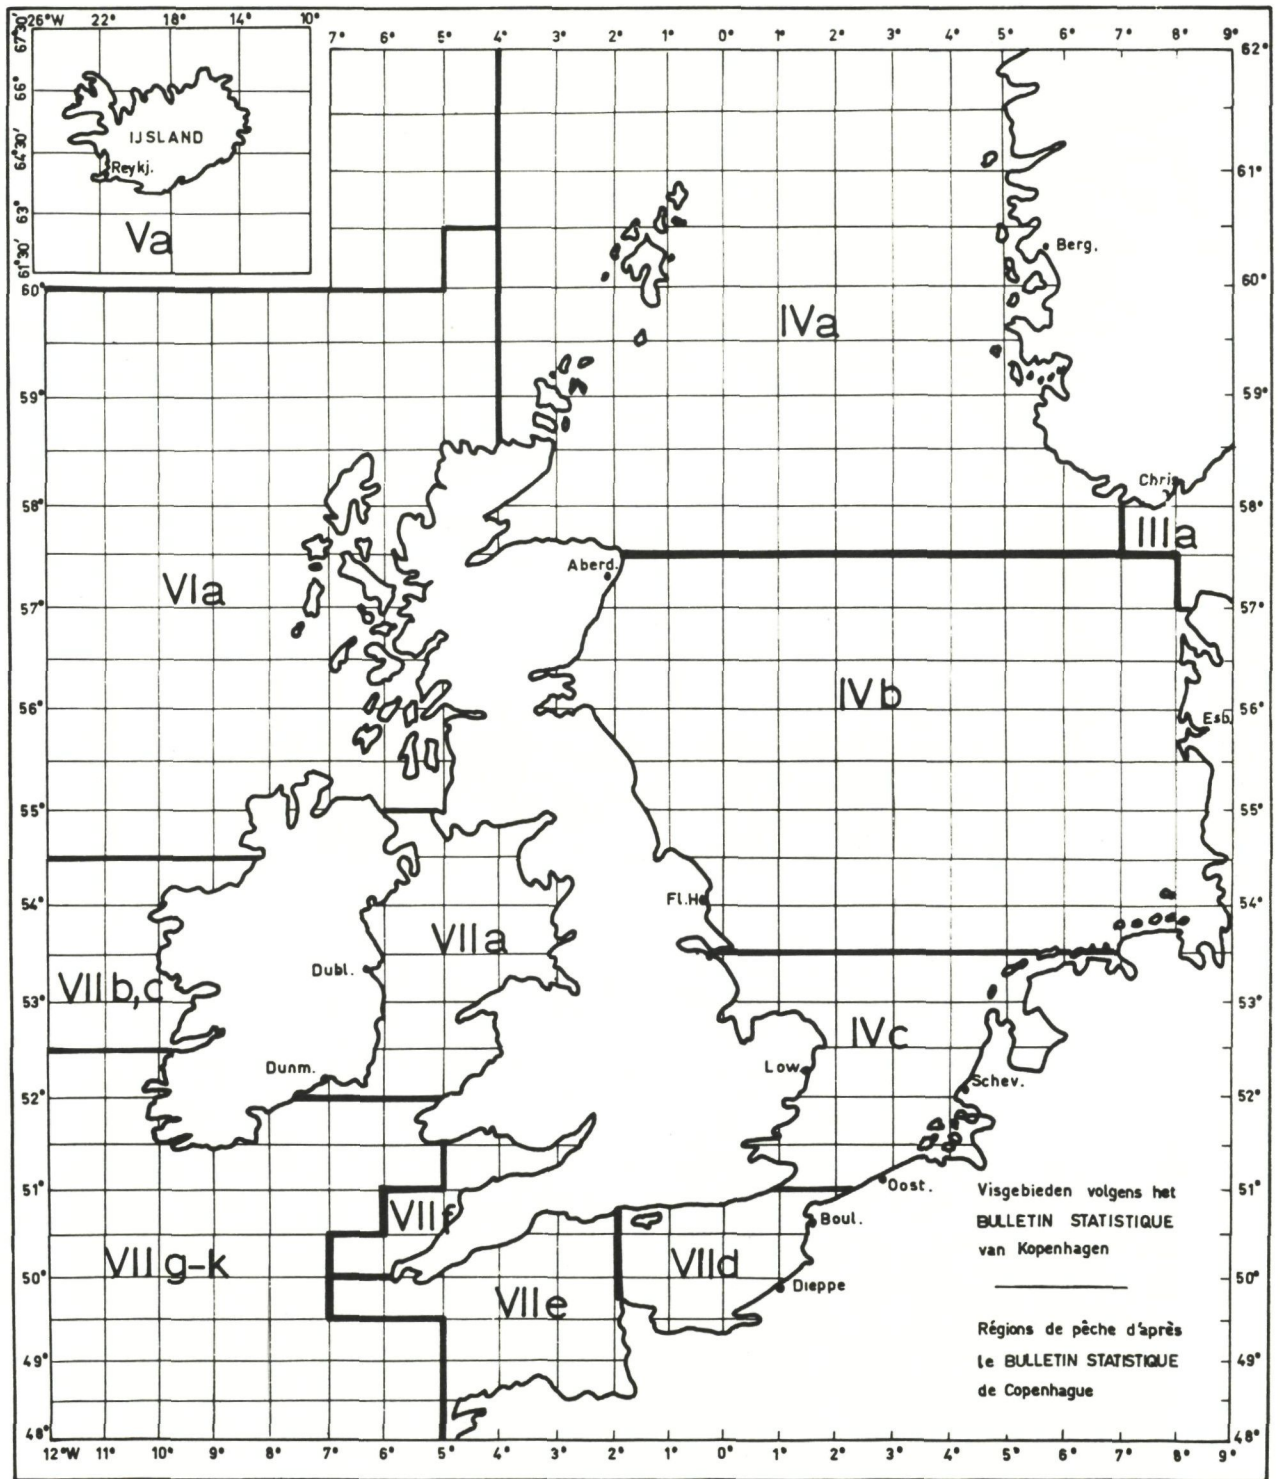 26°W 22° 18° 14° 10°
67°30' 66° 64°30' 63° 61°30'
IJSLAND
Reykj.
Va
7° 6° 5° 4° 3° 2° 1° 0° 1° 2° 3° 4° 5° 6° 7° 8° 9°
62°
61°
Berg.
60° 60°
IVa
59° 59°
Chris
58° 58°
IIIa
Aberd.
VIa
57° 57°
IVb
56° 56°
Esb.
55° 55°
54° 54°
Fl.H
VIIa
Dubl.
VIIb,c
53° 53°
IVc
Dunm.
Low.
Schev.
52° 52°
Oost.
51° 51°
Visgebieden volgens het
BULLETIN STATISTIQUE
van Kopenhagen
VIIf
Boul.
VIIg-k
VIId
50° 50°
Dieppe
VIIe
Régions de pêche d'après
le BULLETIN STATISTIQUE
de Copenhague
49° 49°
48° 48°
12°W 11° 10° 9° 8° 7° 6° 5° 4° 3° 2° 1° 0° 1° 2° 3° 4° 5° 6° 7° 8° 9°